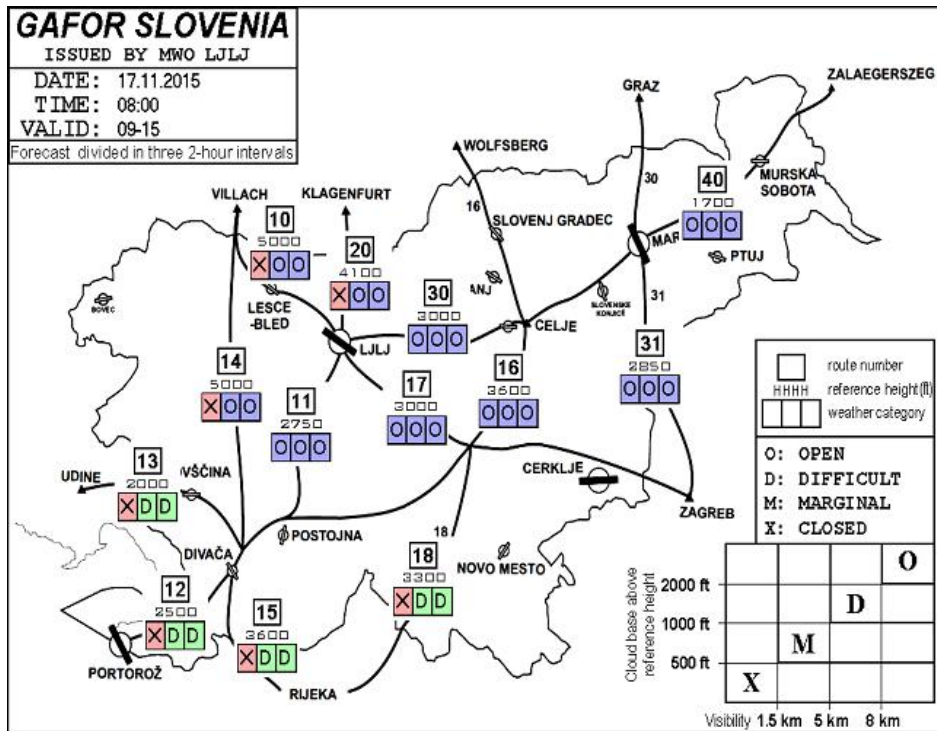 GAFOR SLOVENIA
ISSUED BY MWO LJLJ
DATE: 17.11.2015
TIME: 08:00
VALID: 09-15
Forecast divided in three 2-hour intervals
ZALAEGERSZEG
GRAZ
WOLFSBERG
MURSKA
SOBOTA
VILLACH
KLAGENFURT
30
40
1700
O O O
16
10
5000
X O O
SLOVENJ GRADEC
20
4100
X O O
MAR
PTUJ
ANJ
30
3000
O O O
LESCE
-BLED
BOVEC
SLOVENSKE
KONJICE
31
CELJE
LJLJ
14
5000
X O O
16
3600
O O O
31
2850
O O O
17
3000
O O O
11
2750
O O O
route number
HHHH reference height(ft)
weather category
O: OPEN
D: DIFFICULT
M: MARGINAL
X: CLOSED
13
2000
X D D
UDINE
VŠČINA
CERKLJE
ZAGREB
POSTOJNA
18
DIVAČA
NOVO MESTO
18
3300
X D D
12
2500
X D D
15
3600
X D D
PORTOROŽ
RIJEKA
Cloud base above
reference height
2000 ft
1000 ft
500 ft
O
D
M
X
Visibility 1.5 km 5 km 8 km